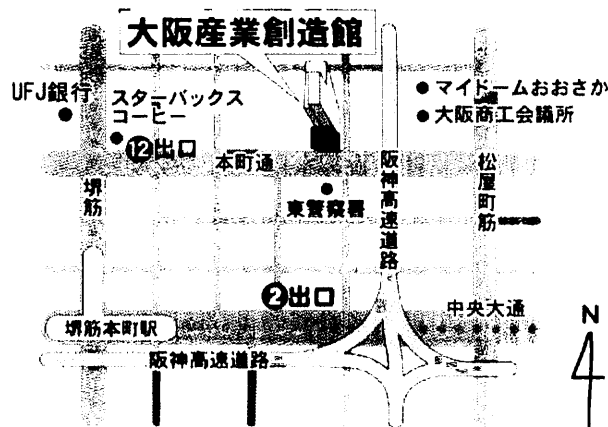 大阪産業創造館
UFJ銀行
スターバックス
コーヒー
⑫出口
本町通
マイドームおおさか
大阪商工会議所
堺筋
東警察署
阪神高速道路
松屋町筋
②出口
中央大通
堺筋本町駅
阪神高速道路
N